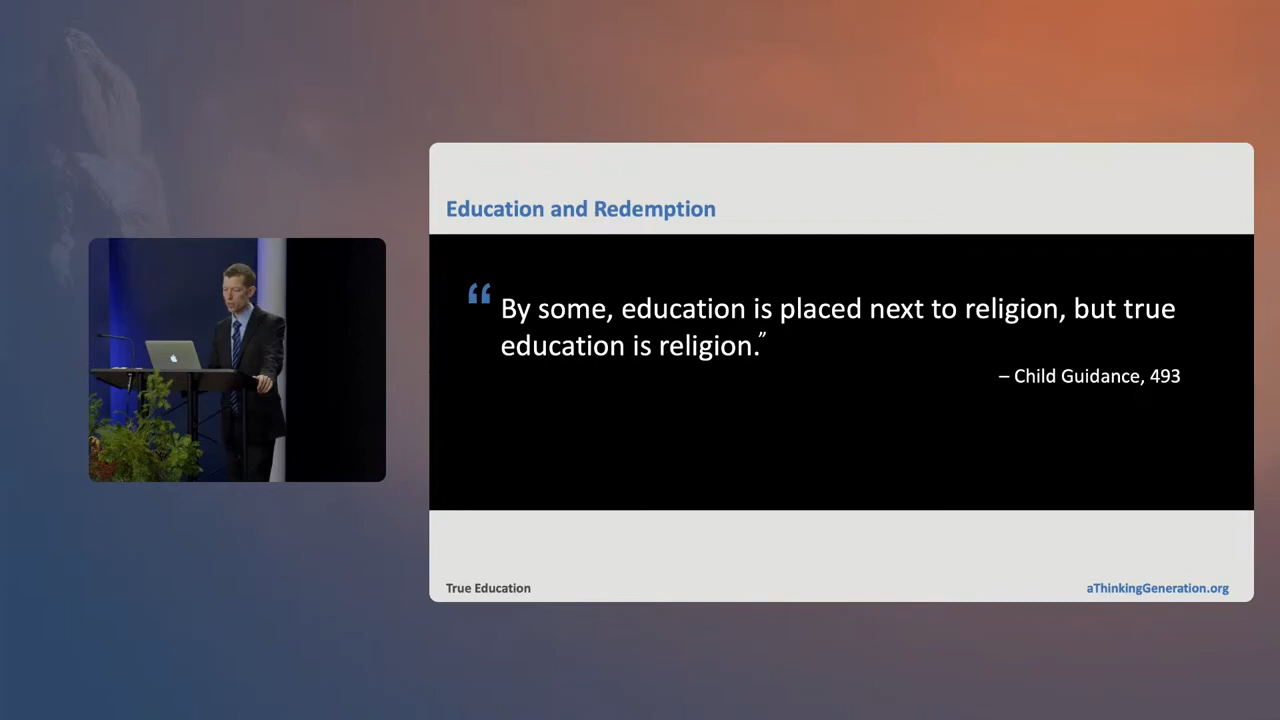 Education and Redemption
“ By some, education is placed next to religion, but true
education is religion.”
– Child Guidance, 493
True Education
aThinkingGeneration.org